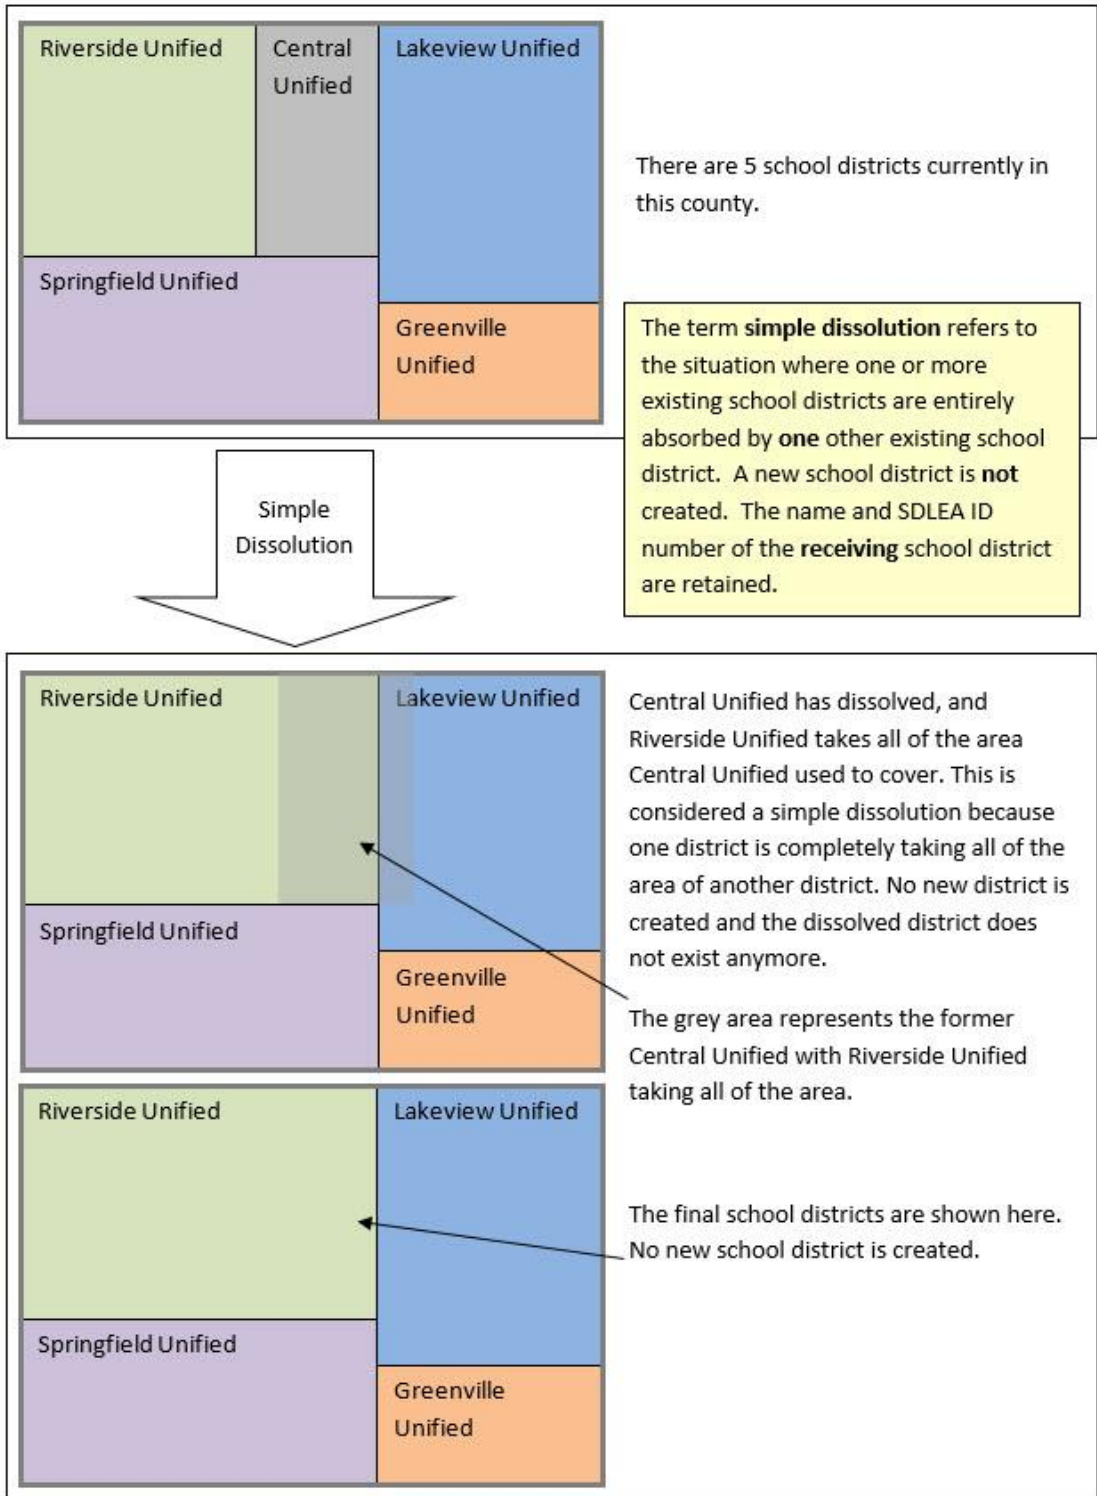 Riverside Unified
Central
Unified
Lakeview Unified
Springfield Unified
Greenville
Unified
There are 5 school districts currently in
this county.
The term simple dissolution refers to
the situation where one or more
existing school districts are entirely
absorbed by one other existing school
district.  A new school district is not
created.  The name and SDLEA ID
number of the receiving school district
are retained.
Simple
Dissolution
Riverside Unified
Lakeview Unified
Springfield Unified
Greenville
Unified
Central Unified has dissolved, and
Riverside Unified takes all of the area
Central Unified used to cover. This is
considered a simple dissolution because
one district is completely taking all of the
area of another district. No new district is
created and the dissolved district does
not exist anymore.
The grey area represents the former
Central Unified with Riverside Unified
taking all of the area.
Riverside Unified
Lakeview Unified
Springfield Unified
Greenville
Unified
The final school districts are shown here.
No new school district is created.